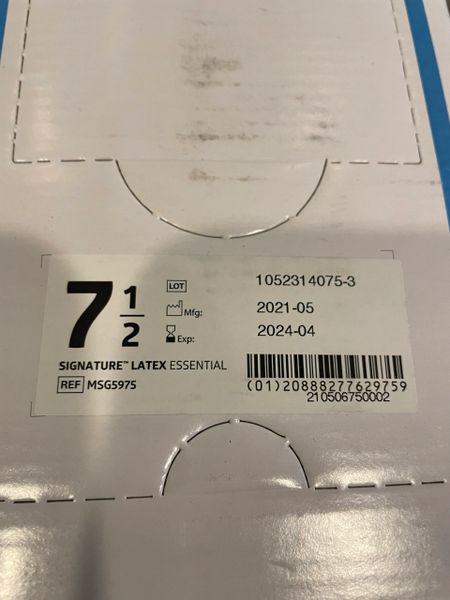 7 1/2
LOT 1052314075-3
Mfg: 2021-05
Exp: 2024-04
SIGNATURE™ LATEX ESSENTIAL
REF MSG5975
(01)20888277629759
210506750002